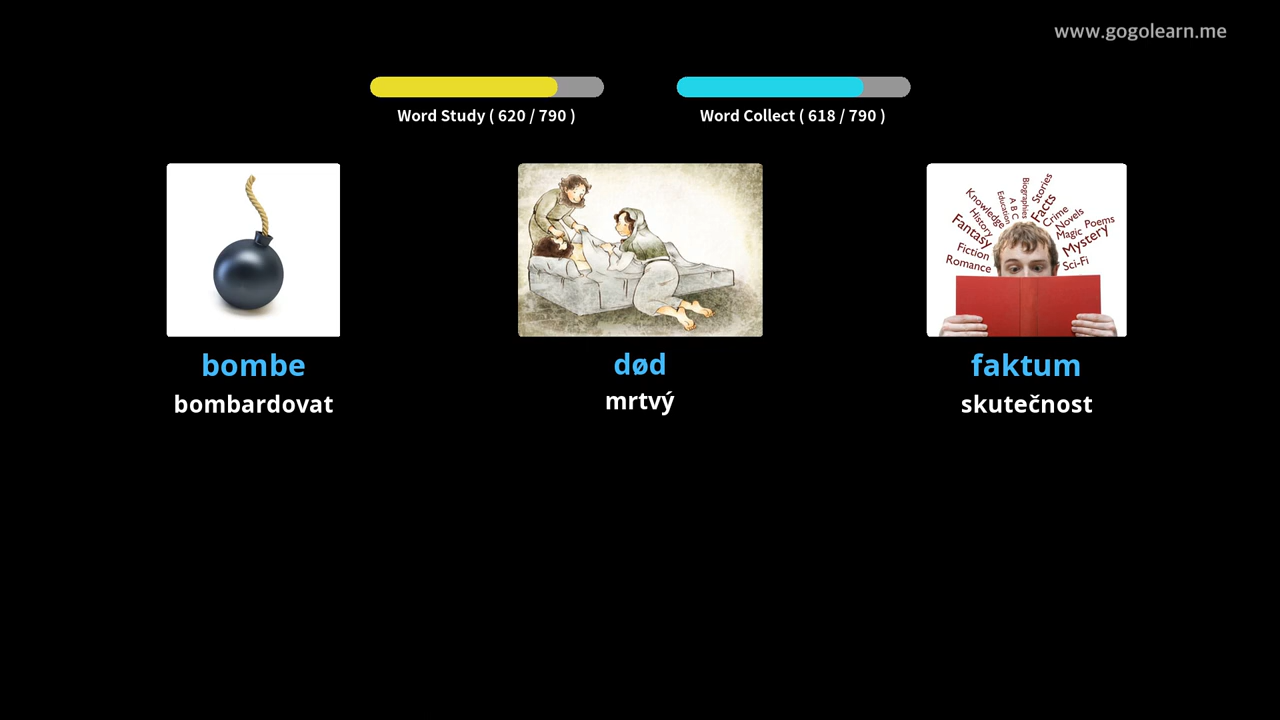 www.gogolearn.me
Word Study ( 620 / 790 )
Word Collect ( 618 / 790 )
Knowledge
History
Fantasy
Fiction
Romance
Education
A B C
Biographies
Stories
Facts
Crime
Novels
Magic
Poems
Mystery
Sci-Fi
bombe
bombardovat
død
mrtvý
faktum
skutečnost